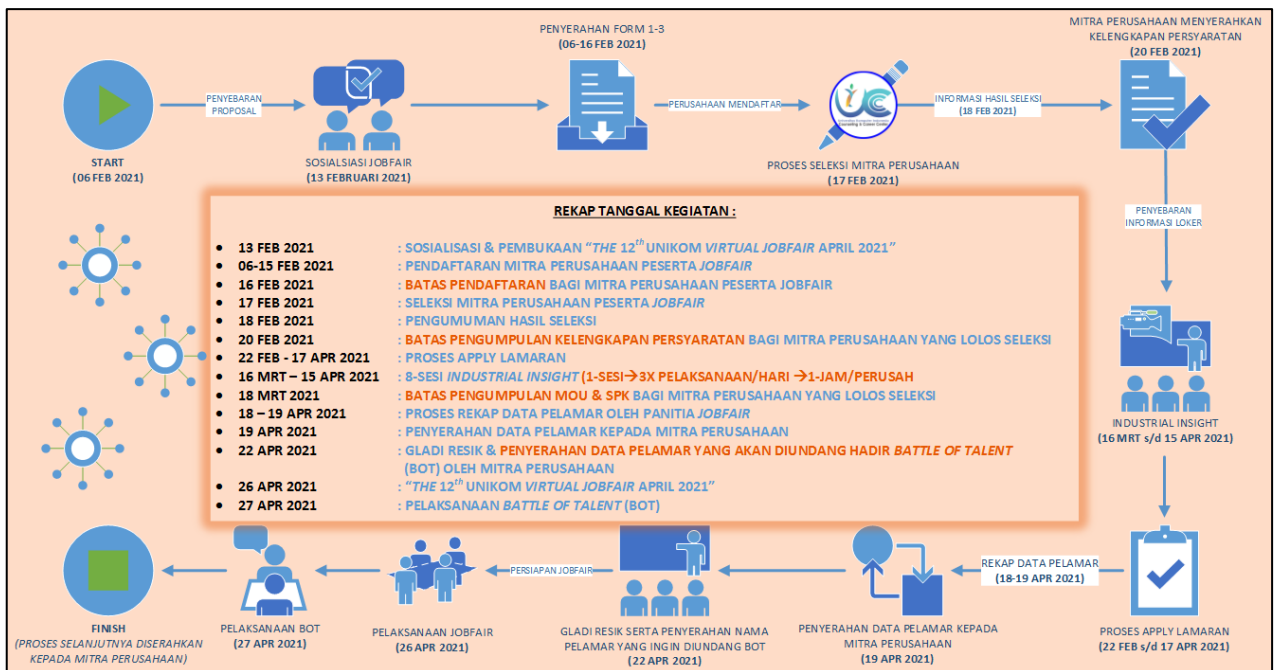 PENYERAHAN FORM 1-3
(06-16 FEB 2021)
MITRA PERUSAHAAN MENYERAHKAN
KELENGKAPAN PERSYARATAN
(20 FEB 2021)
PENYEBARAN
PROPOSAL
PERUSAHAAN MENDAFTAR
INFORMASI HASIL SELEKSI
(18 FEB 2021)
START
(06 FEB 2021)
SOSIALSIASI JOBFAIR
(13 FEBRUARI 2021)
UCC
PROSES SELEKSI MITRA PERUSAHAAN
(17 FEB 2021)
PENYEBARAN
INFORMASI LOKER
REKAP TANGGAL KEGIATAN :
• 13 FEB 2021 : SOSIALISASI & PEMBUKAAN “THE 12th UNIKOM VIRTUAL JOBFAIR APRIL 2021”
• 06-15 FEB 2021 : PENDAFTARAN MITRA PERUSAHAAN PESERTA JOBFAIR
• 16 FEB 2021 : BATAS PENDAFTARAN BAGI MITRA PERUSAHAAN PESERTA JOBFAIR
• 17 FEB 2021 : SELEKSI MITRA PERUSAHAAN PESERTA JOBFAIR
• 18 FEB 2021 : PENGUMUMAN HASIL SELEKSI
• 20 FEB 2021 : BATAS PENGUMPULAN KELENGKAPAN PERSYARATAN BAGI MITRA PERUSAHAAN YANG LOLOS SELEKSI
• 22 FEB - 17 APR 2021 : PROSES APPLY LAMARAN
• 16 MRT – 15 APR 2021 : 8-SESI INDUSTRIAL INSIGHT (1-SESI→3X PELAKSANAAN/HARI →1-JAM/PERUSAH
• 18 MRT 2021 : BATAS PENGUMPULAN MOU & SPK BAGI MITRA PERUSAHAAN YANG LOLOS SELEKSI
• 18 – 19 APR 2021 : PROSES REKAP DATA PELAMAR OLEH PANITIA JOBFAIR
• 19 APR 2021 : PENYERAHAN DATA PELAMAR KEPADA MITRA PERUSAHAAN
• 22 APR 2021 : GLADI RESIK & PENYERAHAN DATA PELAMAR YANG AKAN DIUNDANG HADIR BATTLE OF TALENT
(BOT) OLEH MITRA PERUSAHAAN
• 26 APR 2021 : “THE 12th UNIKOM VIRTUAL JOBFAIR APRIL 2021”
• 27 APR 2021 : PELAKSANAAN BATTLE OF TALENT (BOT)
INDUSTRIAL INSIGHT
(16 MRT s/d 15 APR 2021)
REKAP DATA PELAMAR
(18-19 APR 2021)
PERSIAPAN JOBFAIR
FINISH
(PROSES SELANJUTNYA DISERAHKAN
KEPADA MITRA PERUSAHAAN)
PELAKSANAAN BOT
(27 APR 2021)
PELAKSANAAN JOBFAIR
(26 APR 2021)
GLADI RESIK SERTA PENYERAHAN NAMA
PELAMAR YANG INGIN DIUNDANG BOT
(22 APR 2021)
PENYERAHAN DATA PELAMAR KEPADA
MITRA PERUSAHAAN
(19 APR 2021)
PROSES APPLY LAMARAN
(22 FEB s/d 17 APR 2021)